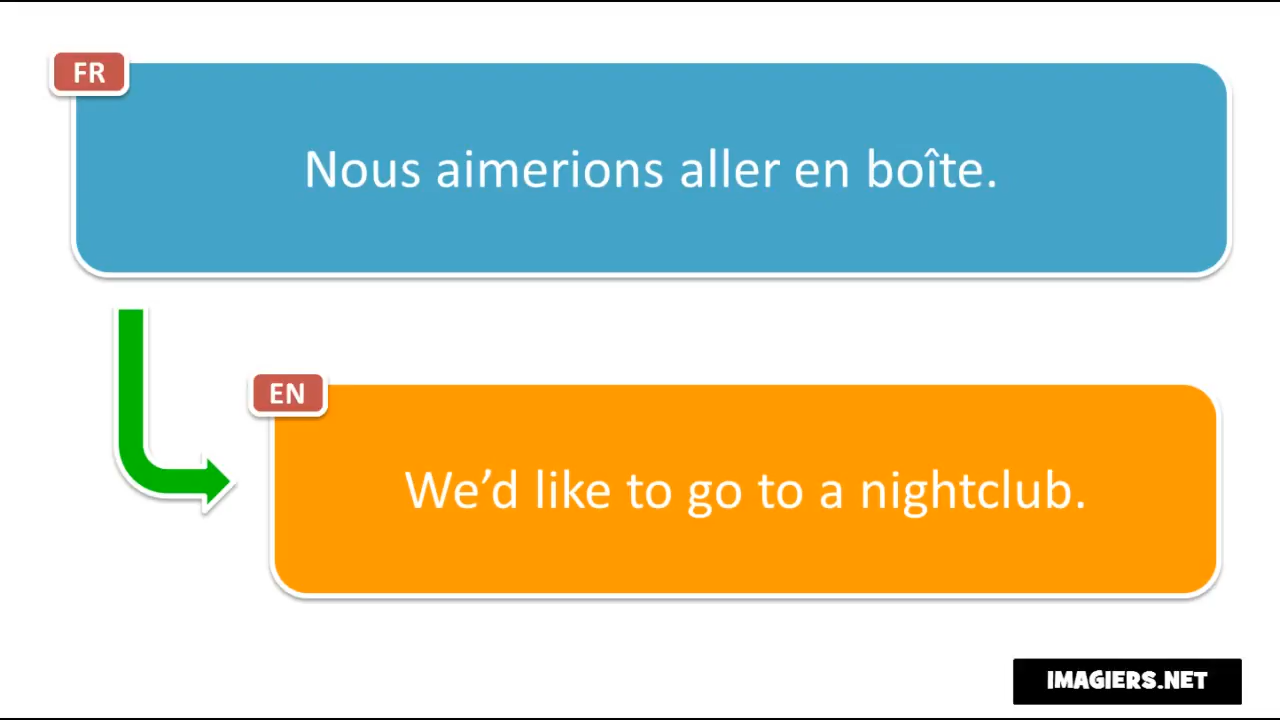 FR
Nous aimerions aller en boîte.
EN
We’d like to go to a nightclub.
IMAGIERS.NET